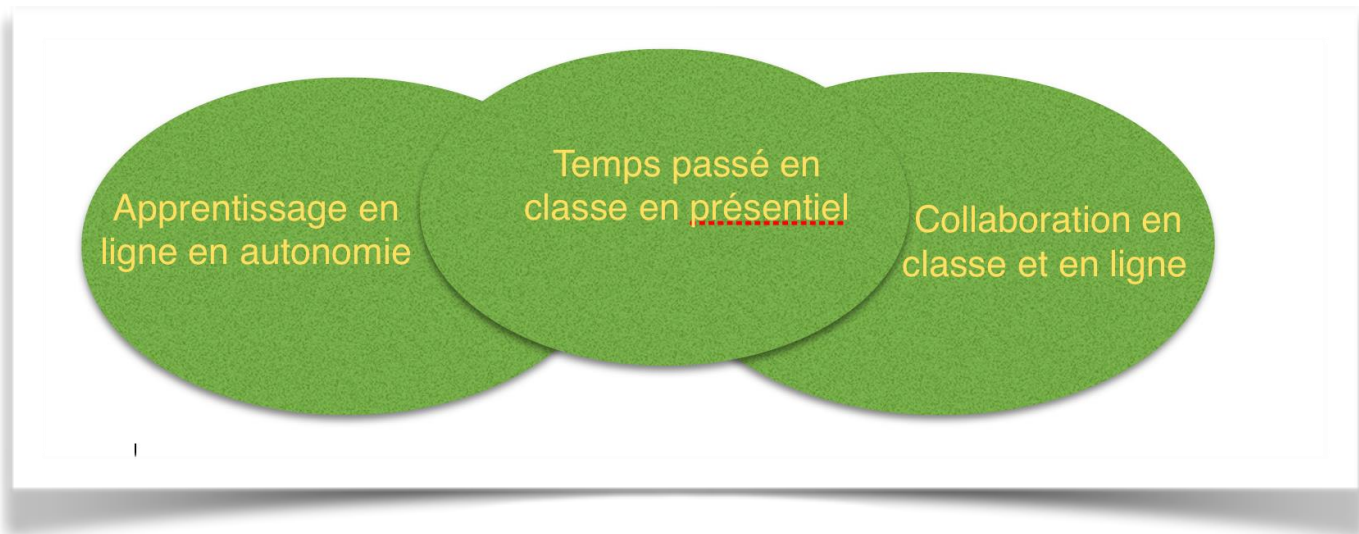 Apprentissage en
ligne en autonomie
Temps passé en
classe en présentiel
Collaboration en
classe et en ligne